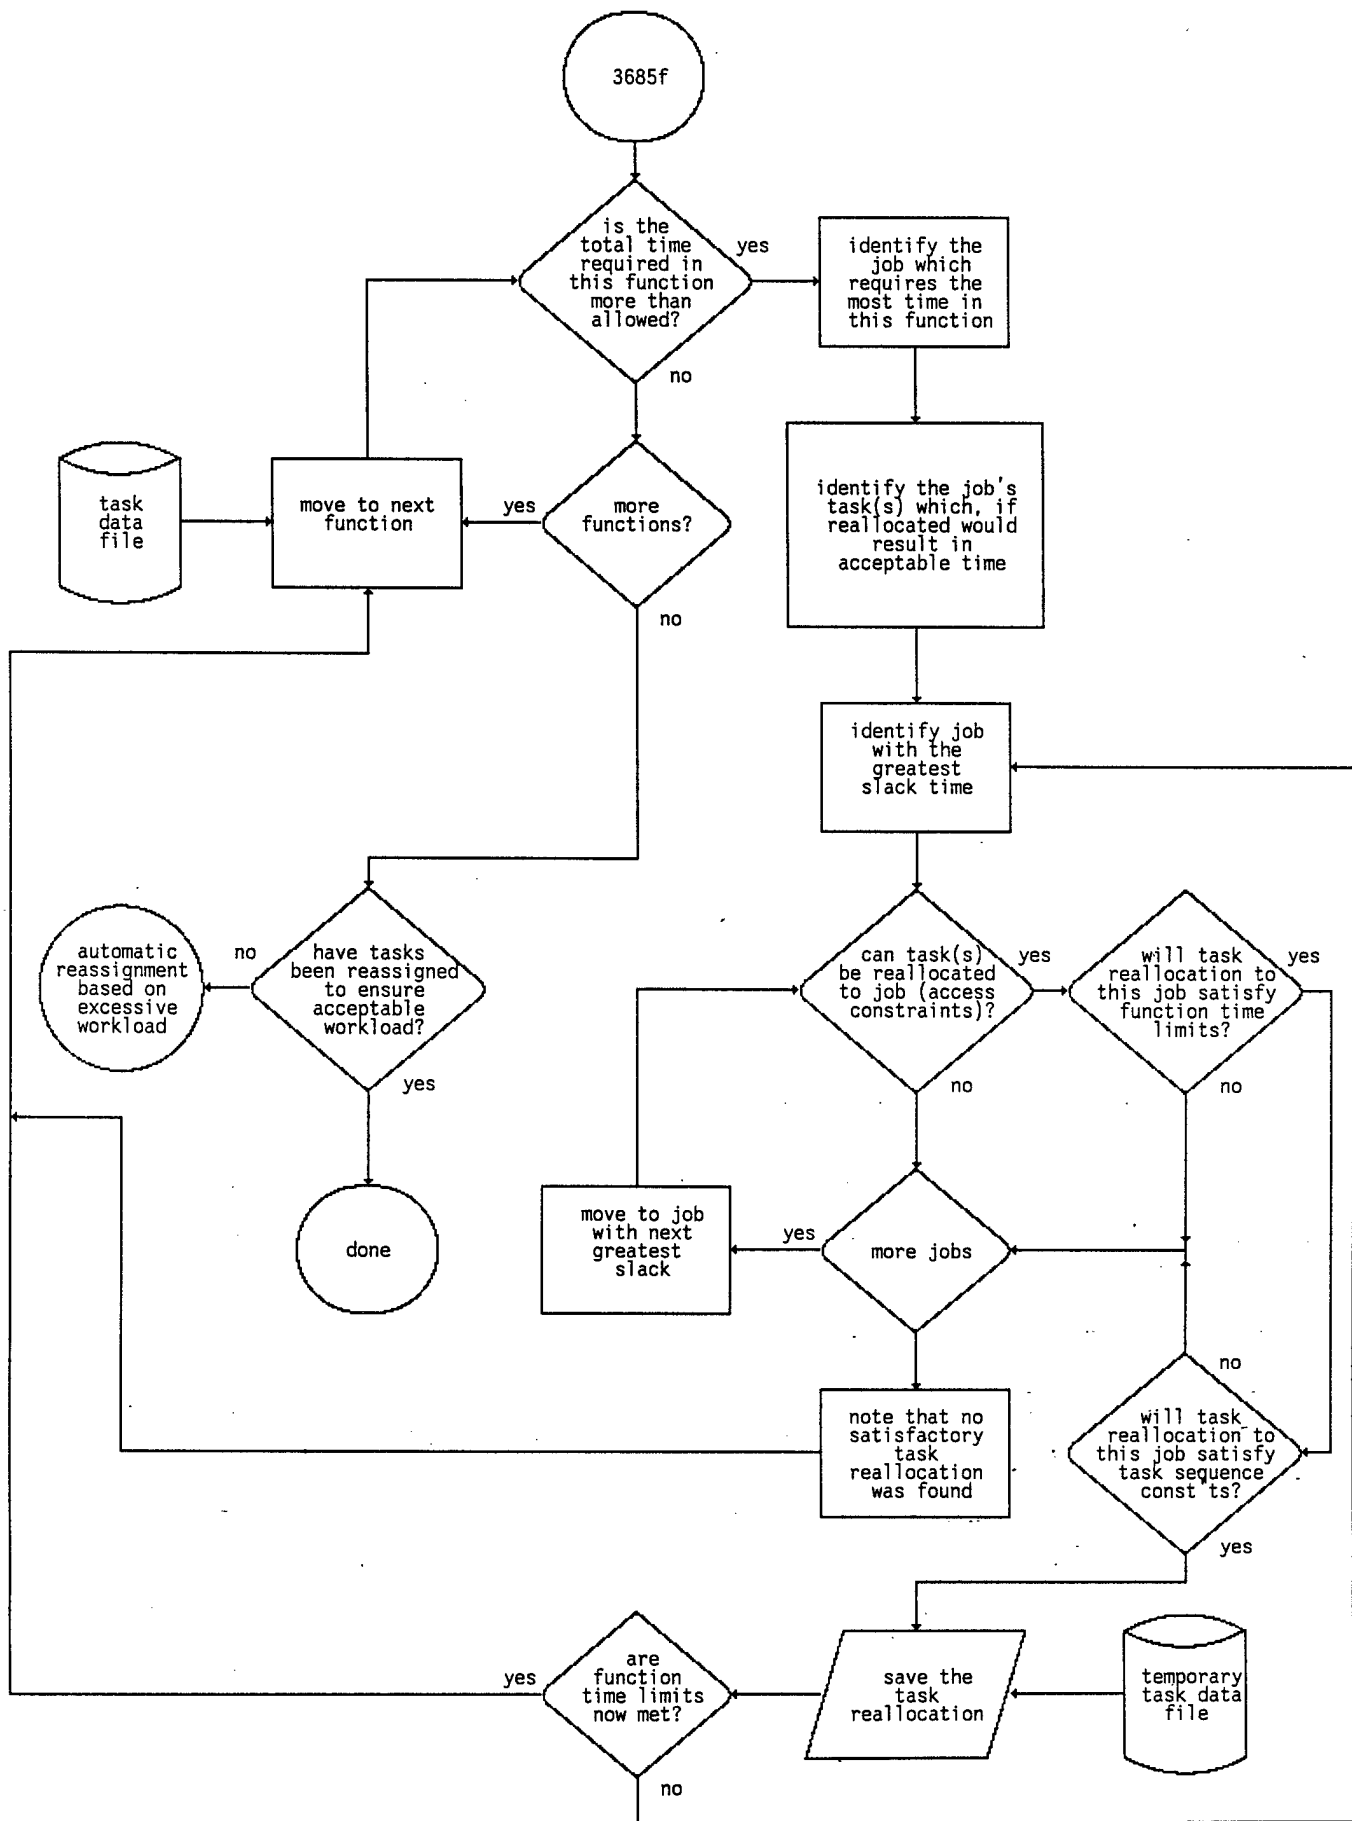 3685f
is the
total time
required in
this function
more than
allowed?
yes
no
identify the
job which
requires the
most time in
this function
task
data
file
move to next
function
yes
more
functions?
no
identify the job's
task(s) which, if
reallocated would
result in
acceptable time
identify job
with the
greatest
slack time
automatic
reassignment
based on
excessive
workload
no
have tasks
been reassigned
to ensure
acceptable
workload?
yes
can task(s)
be reallocated
to job (access
constraints)?
yes
no
will task
reallocation to
this job satisfy
function time
limits?
yes
no
done
move to job
with next
greatest
slack
yes
more jobs
note that no
satisfactory
task
reallocation
was found
no
will task
reallocation to
this job satisfy
task sequence
const'ts?
yes
yes
are
function
time limits
now met?
no
save the
task
reallocation
temporary
task data
file